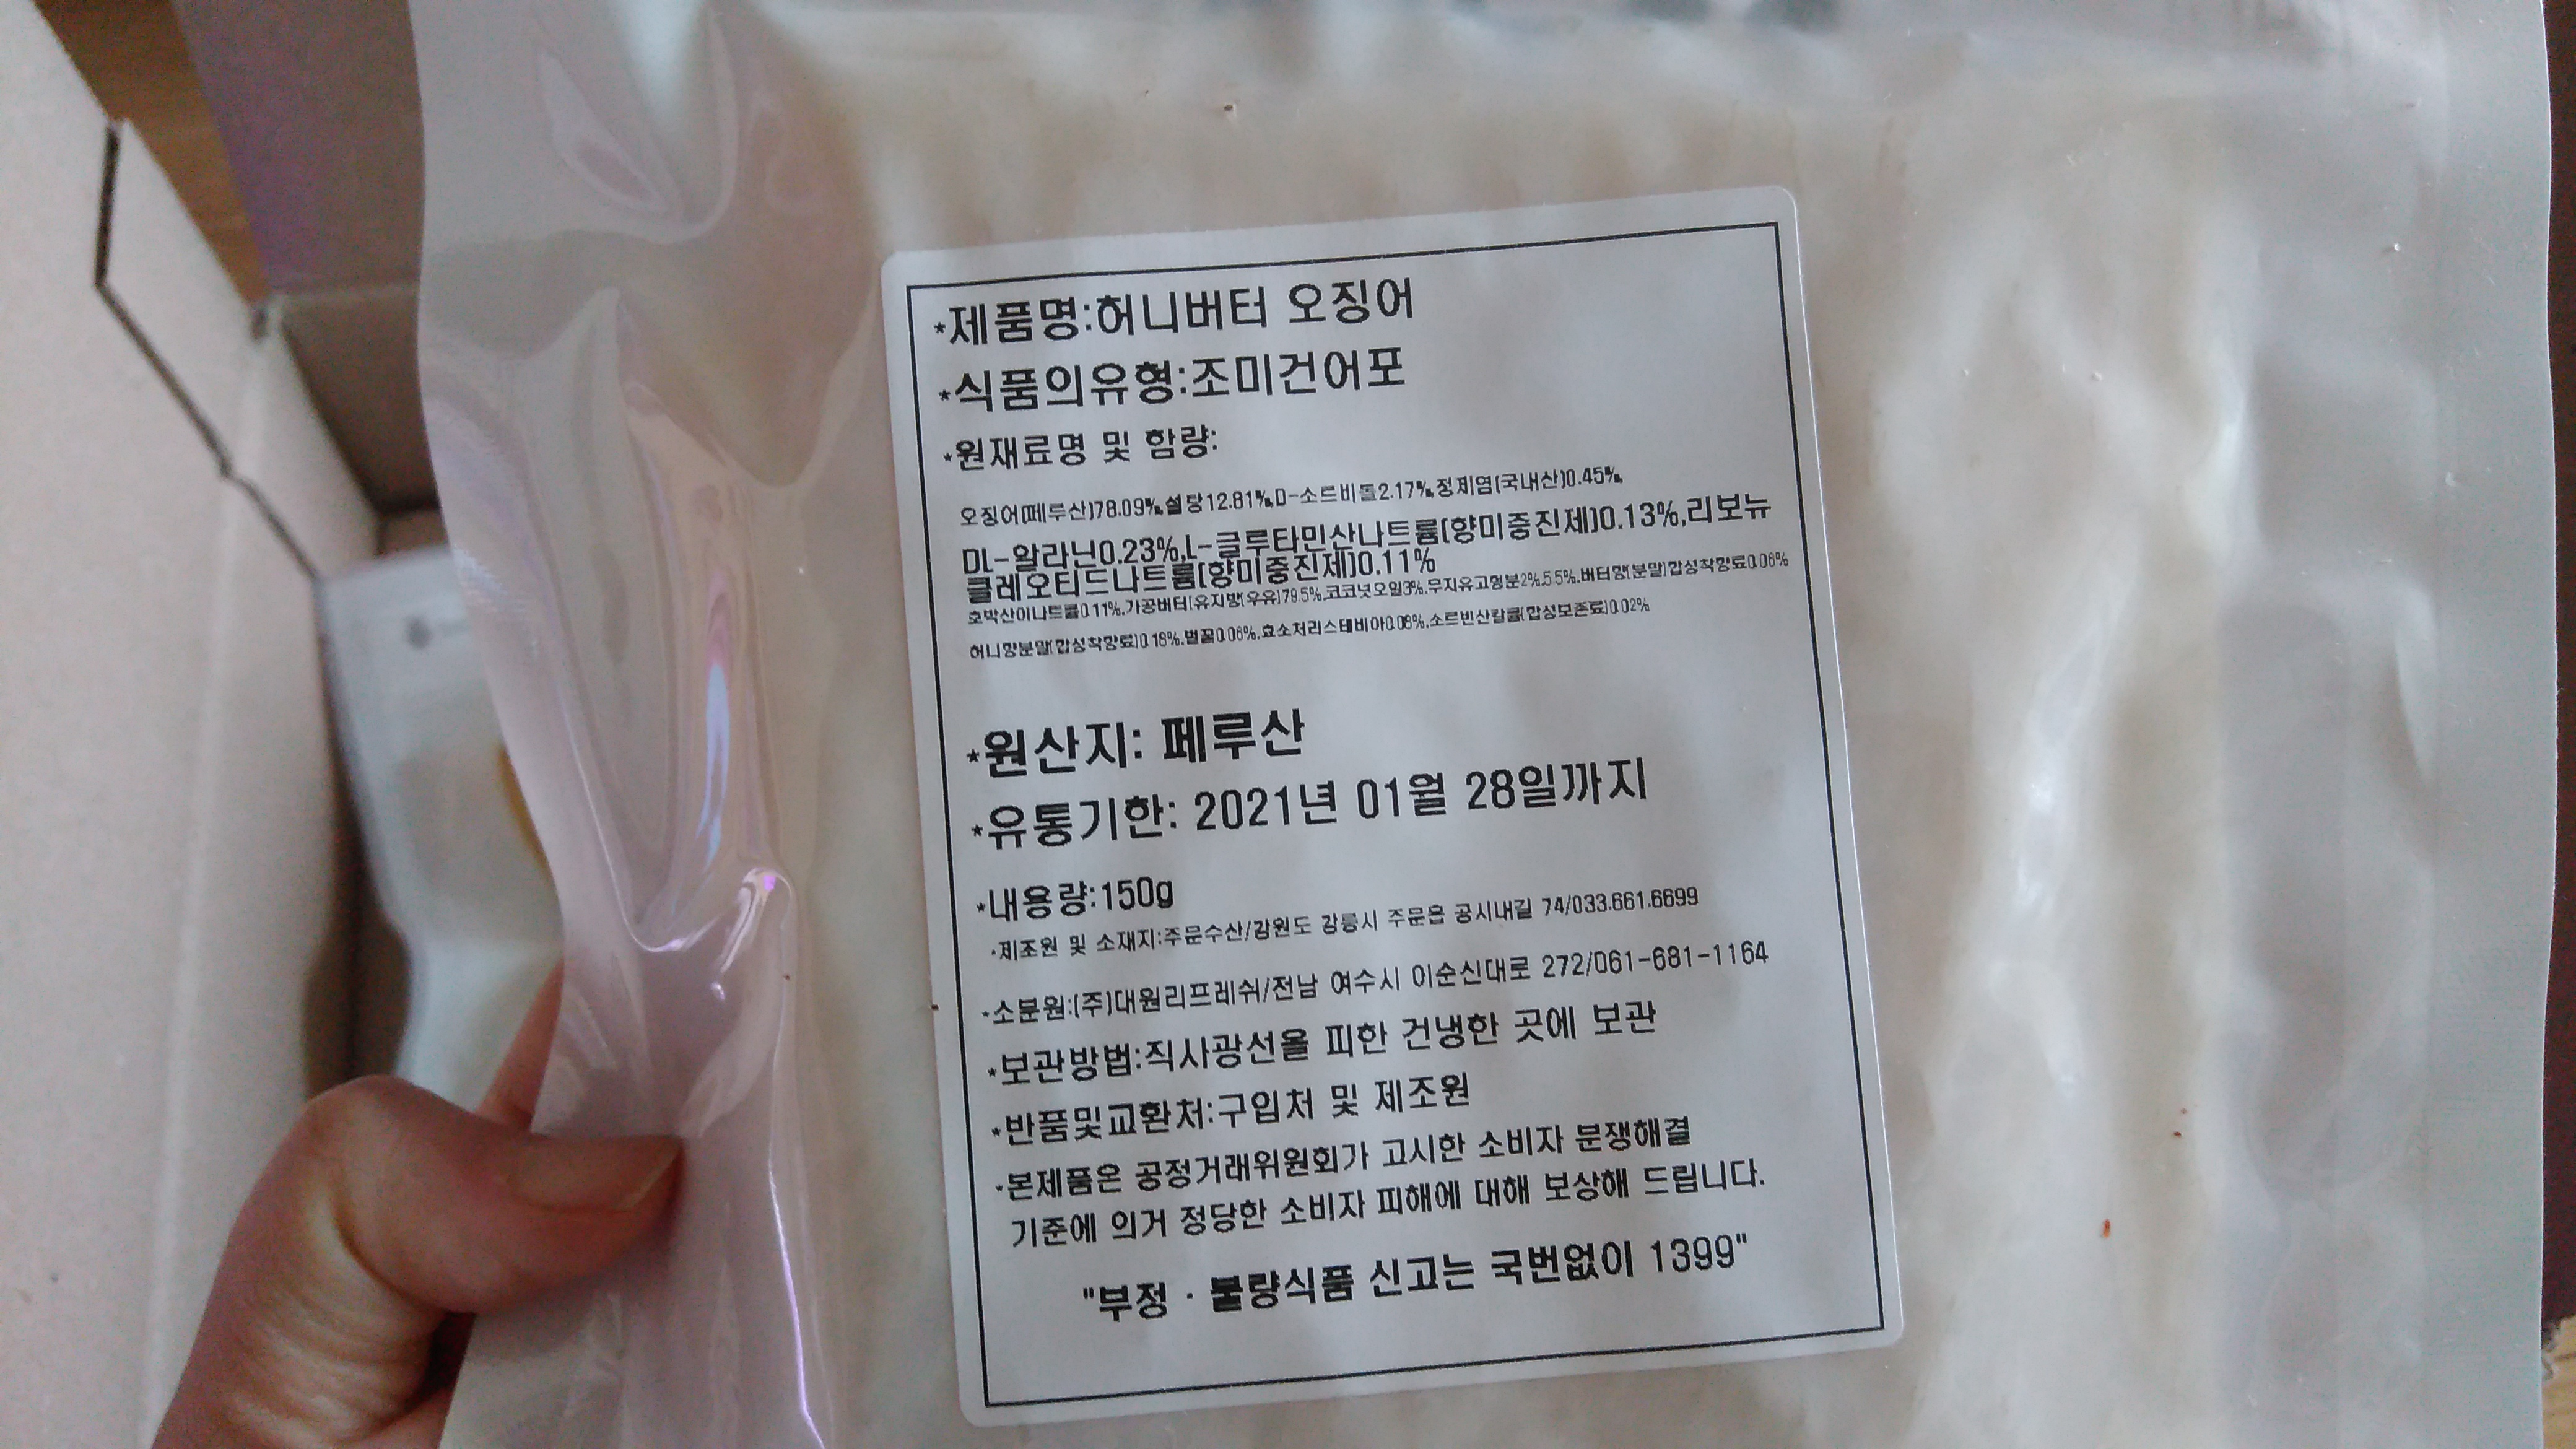 *제품명:허니버터 오징어
*식품의유형:조미건어포
*원재료명 및 함량:
오징어[페루산]78.09%,설당12.81%,D-소르비톨2.17%,정제염[국내산]0.45%,
DL-알라닌0.23%,L-글루타민산나트륨[향미증진제]0.13%,리보뉴
클레오티드나트륨[향미증진제]0.11%
호박산이나트륨0.11%,가공버터[유지방[우유]79.5%,코코넛오일3%,무지유고형분2%,5.5%,버터향[분말]합성착향료0.06%
허니향분말[합성착향료]0.18%,벌꿀0.06%,효소처리스테비아0.08%,소르빈산칼륨[합성보존료]0.02%
*원산지: 페루산
*유통기한: 2021년 01월 28일까지
*내용량:150g
*제조원 및 소재지:주문수산/강원도 강릉시 주문읍 공시내길 74/033.661.6699
*소분원:(주)대원리프레쉬/전남 여수시 이순신대로 272/061-681-1164
*보관방법:직사광선을 피한 건냉한 곳에 보관
*반품및교환처:구입처 및 제조원
*본제품은 공정거래위원회가 고시한 소비자 분쟁해결
기준에 의거 정당한 소비자 피해에 대해 보상해 드립니다.
"부정 · 불량식품 신고는 국번없이 1399"